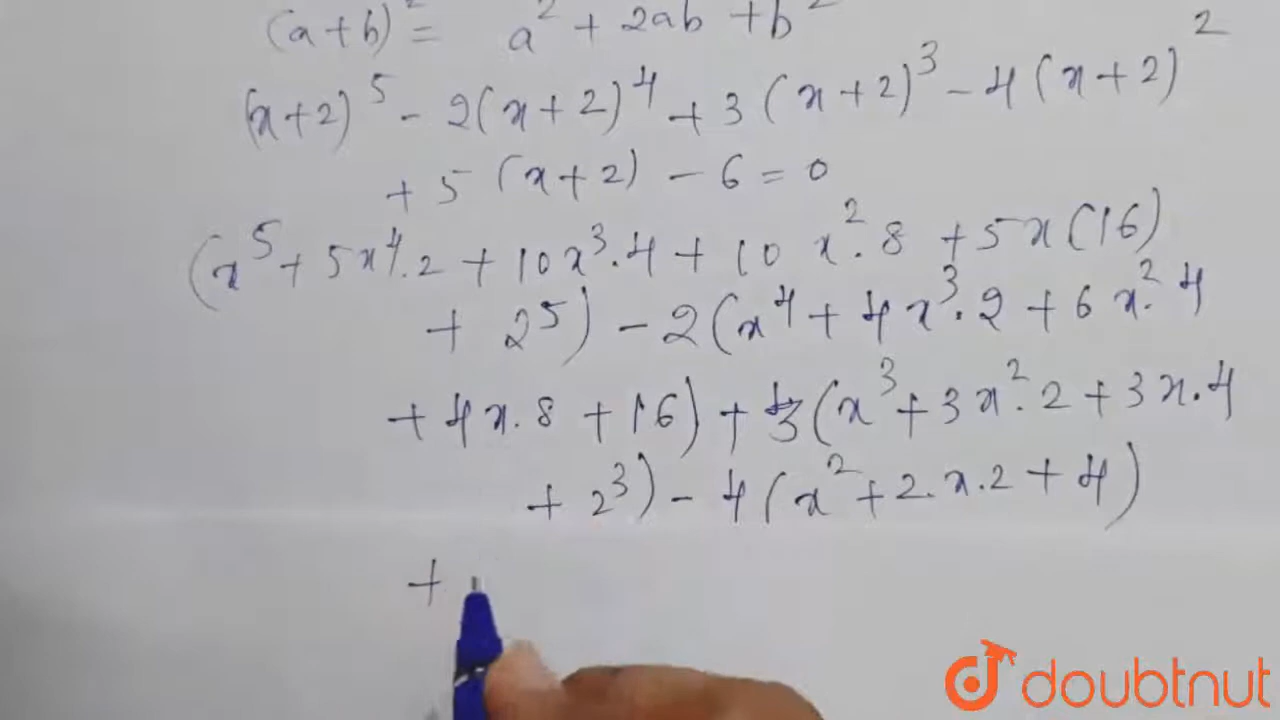 (a+b)² = a² + 2ab + b²
(x+2)⁵ - 2(x+2)⁴ + 3(x+2)³ - 4(x+2)²
+ 5(x+2) - 6 = 0
(x⁵ + 5x⁴.2 + 10x³.4 + 10x².8 + 5x(16)
+ 2⁵) - 2(x⁴ + 4x³.2 + 6x².4
+ 4x.8 + 16) + 3(x³ + 3x².2 + 3x.4
+ 2³) - 4(x² + 2.x.2 + 4)
+
doubtnut